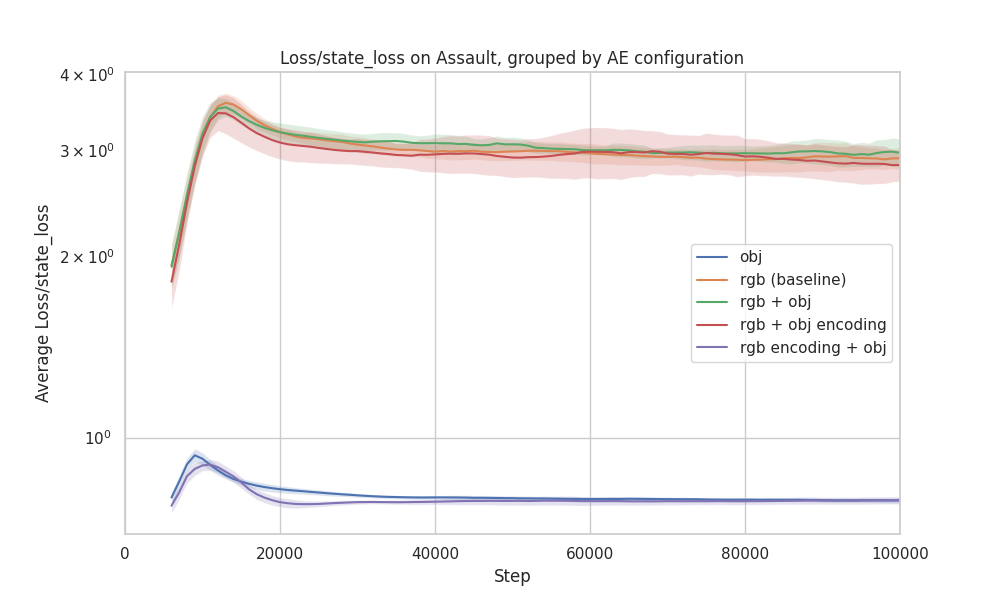 Loss/state_loss on Assault, grouped by AE configuration
4 × 10⁰
3 × 10⁰
2 × 10⁰
10⁰
Average Loss/state_loss
obj
rgb (baseline)
rgb + obj
rgb + obj encoding
rgb encoding + obj
0 20000 40000 60000 80000 100000
Step